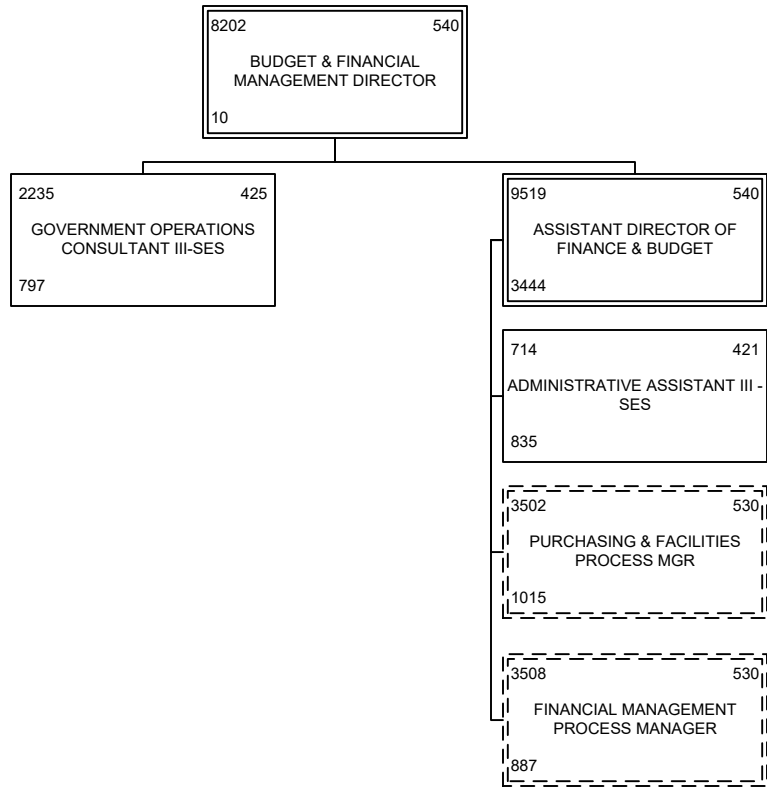 8202 540
BUDGET & FINANCIAL
MANAGEMENT DIRECTOR
10
2235 425
GOVERNMENT OPERATIONS
CONSULTANT III-SES
797
9519 540
ASSISTANT DIRECTOR OF
FINANCE & BUDGET
3444
714 421
ADMINISTRATIVE ASSISTANT III -
SES
835
3502 530
PURCHASING & FACILITIES
PROCESS MGR
1015
3508 530
FINANCIAL MANAGEMENT
PROCESS MANAGER
887